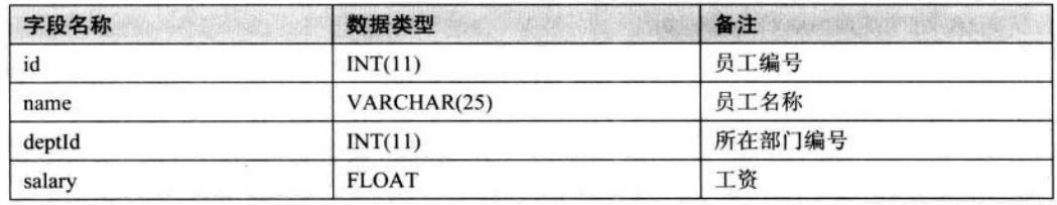 字段名称 数据类型 备注
id INT(11) 员工编号
name VARCHAR(25) 员工名称
deptId INT(11) 所在部门编号
salary FLOAT 工资